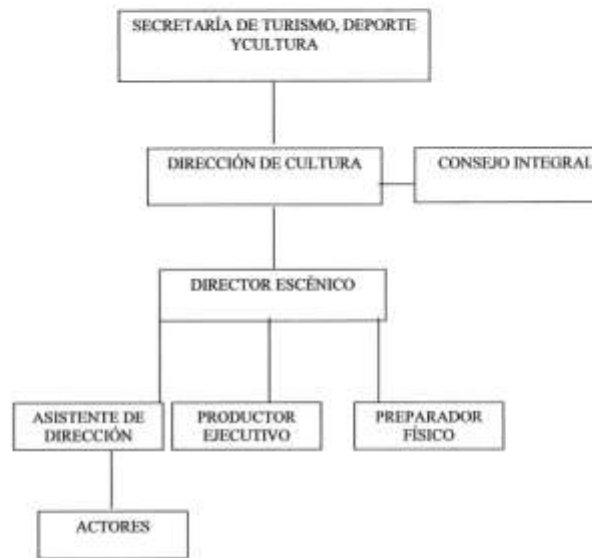 SECRETARÍA DE TURISMO, DEPORTE
YCULTURA
DIRECCIÓN DE CULTURA
CONSEJO INTEGRAL
DIRECTOR ESCÉNICO
ASISTENTE DE
DIRECCIÓN
PRODUCTOR
EJECUTIVO
PREPARADOR
FÍSICO
ACTORES